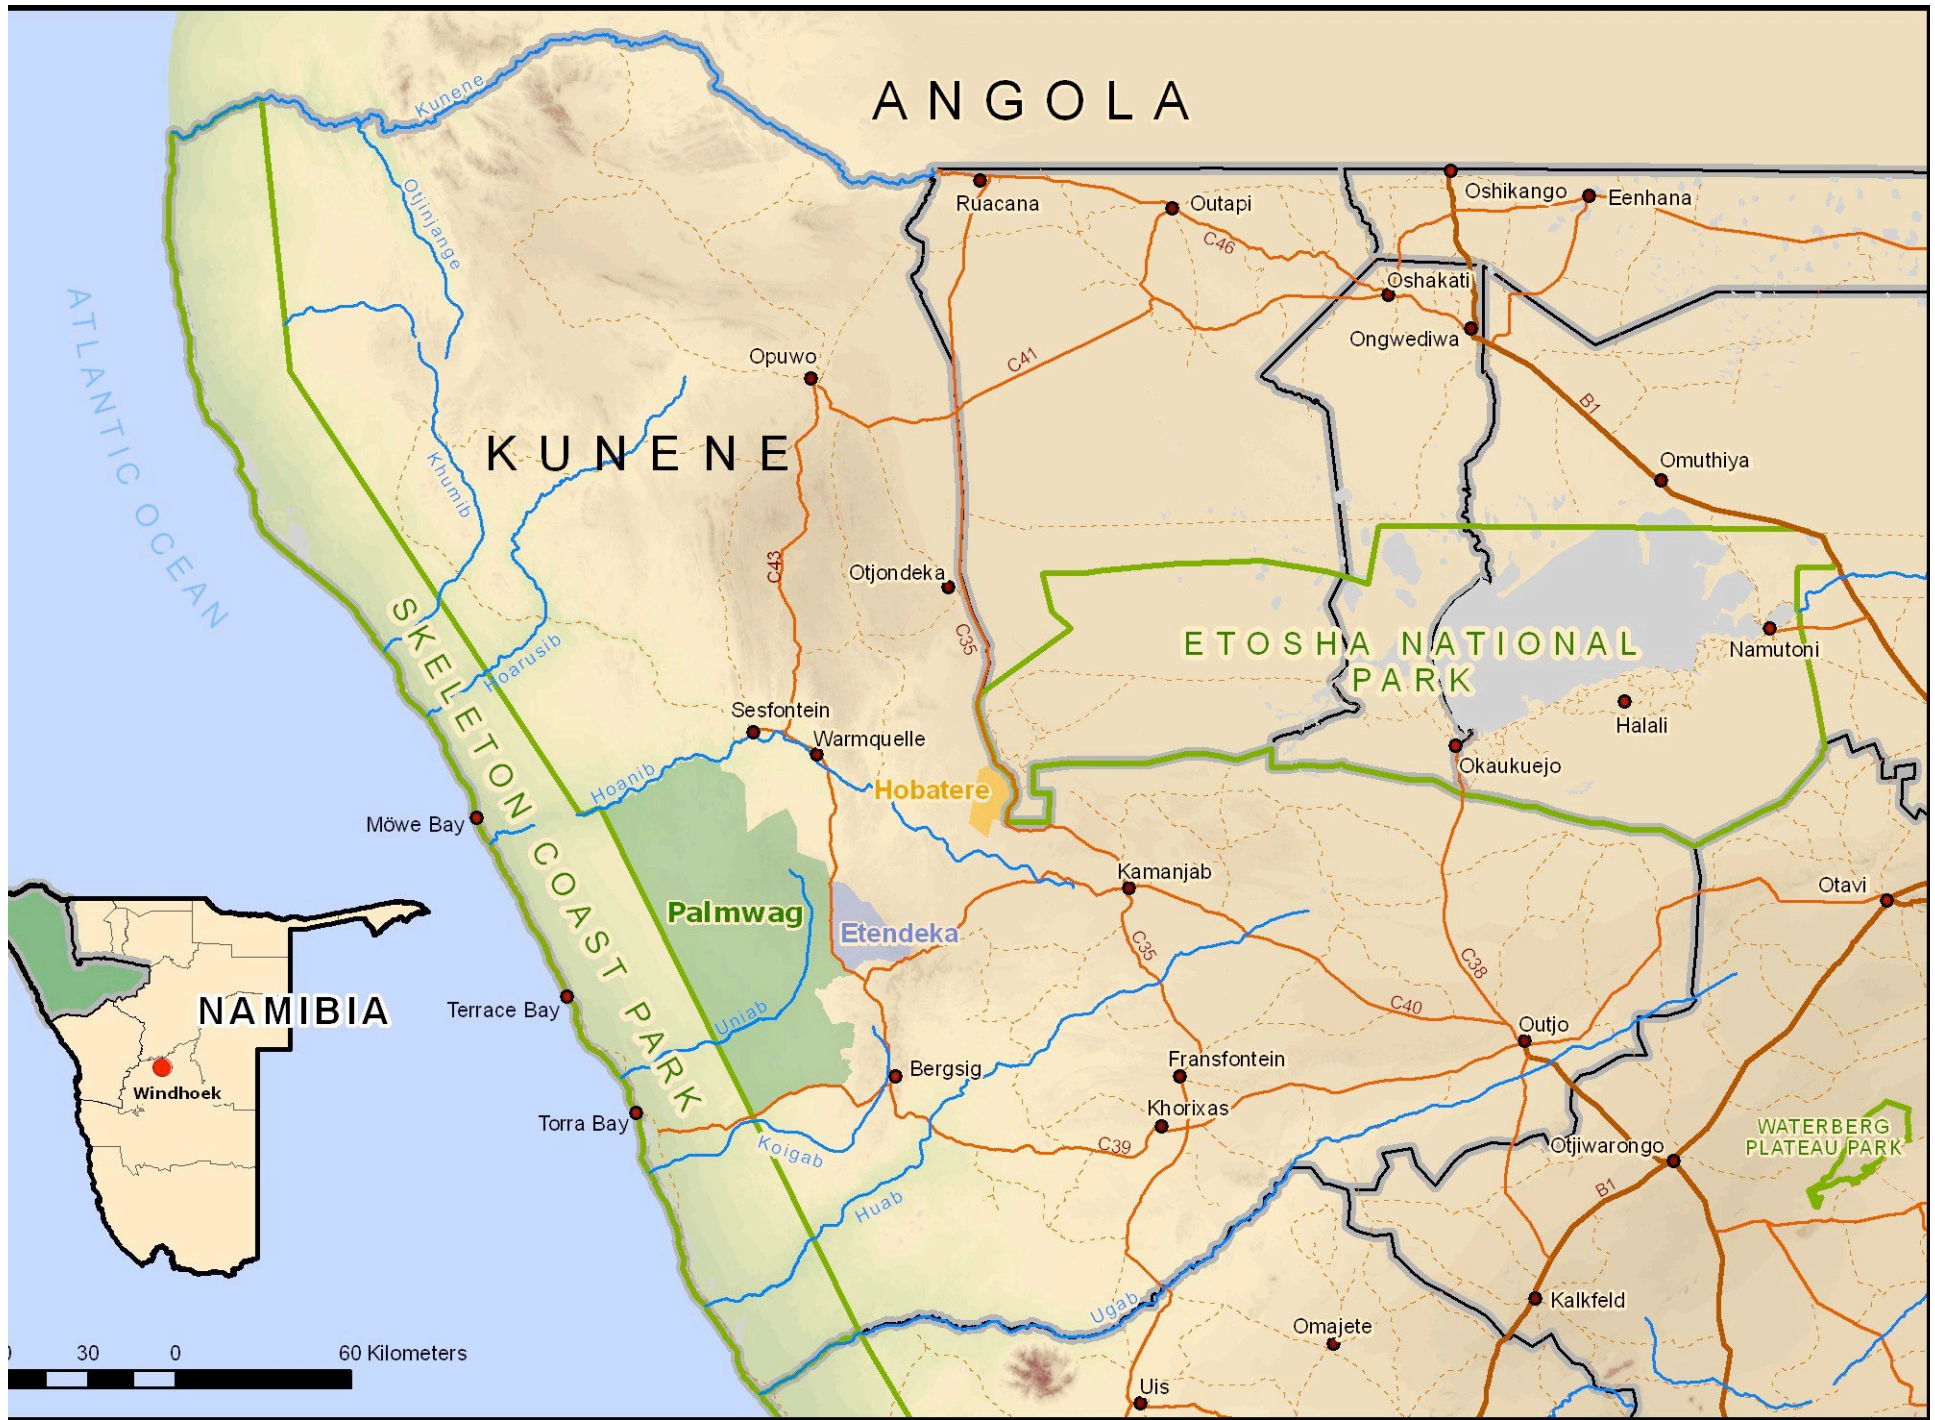 ANGOLA
Kunene
Ruacana
Outapi
Oshikango
Eenhana
C46
Otjinjange
Oshakati
Ongwediwa
ATLANTIC OCEAN
Opuwo
C41
B1
KUNENE
Khumib
Omuthiya
C43
Otjondeka
C35
Hoarusib
ETOSHA NATIONAL
PARK
Namutoni
Halali
Okaukuejo
SKELETON COAST PARK
Sesfontein
Warmquelle
Hoanib
Hobatere
Möwe Bay
Kamanjab
Otavi
Palmwag
Etendeka
C35
C38
C40
NAMIBIA
Windhoek
Terrace Bay
Uniab
Outjo
Bergsig
Fransfontein
Khorixas
Torra Bay
Koigab
C39
Otjiwarongo
WATERBERG
PLATEAU PARK
B1
Huab
Ugab
Kalkfeld
Omajete
Uis
30 0 60 Kilometers